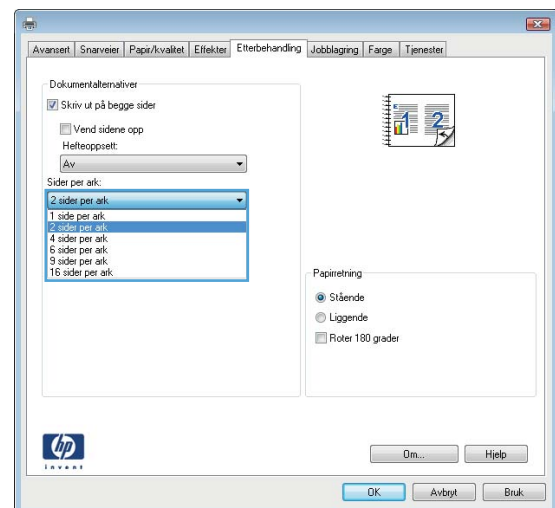 Avansert Snarveier Papir/kvalitet Effekter Etterbehandling Jobblagring Farge Tjenester
Dokumentalternativer
Skriv ut på begge sider
Vend sidene opp
Hefteoppsett:
Av
Sider per ark:
2 sider per ark
1 side per ark
2 sider per ark
4 sider per ark
6 sider per ark
9 sider per ark
16 sider per ark
1 2
Papirretning
Stående
Liggende
Roter 180 grader
hp
invent
Om... Hjelp
OK Avbryt Bruk